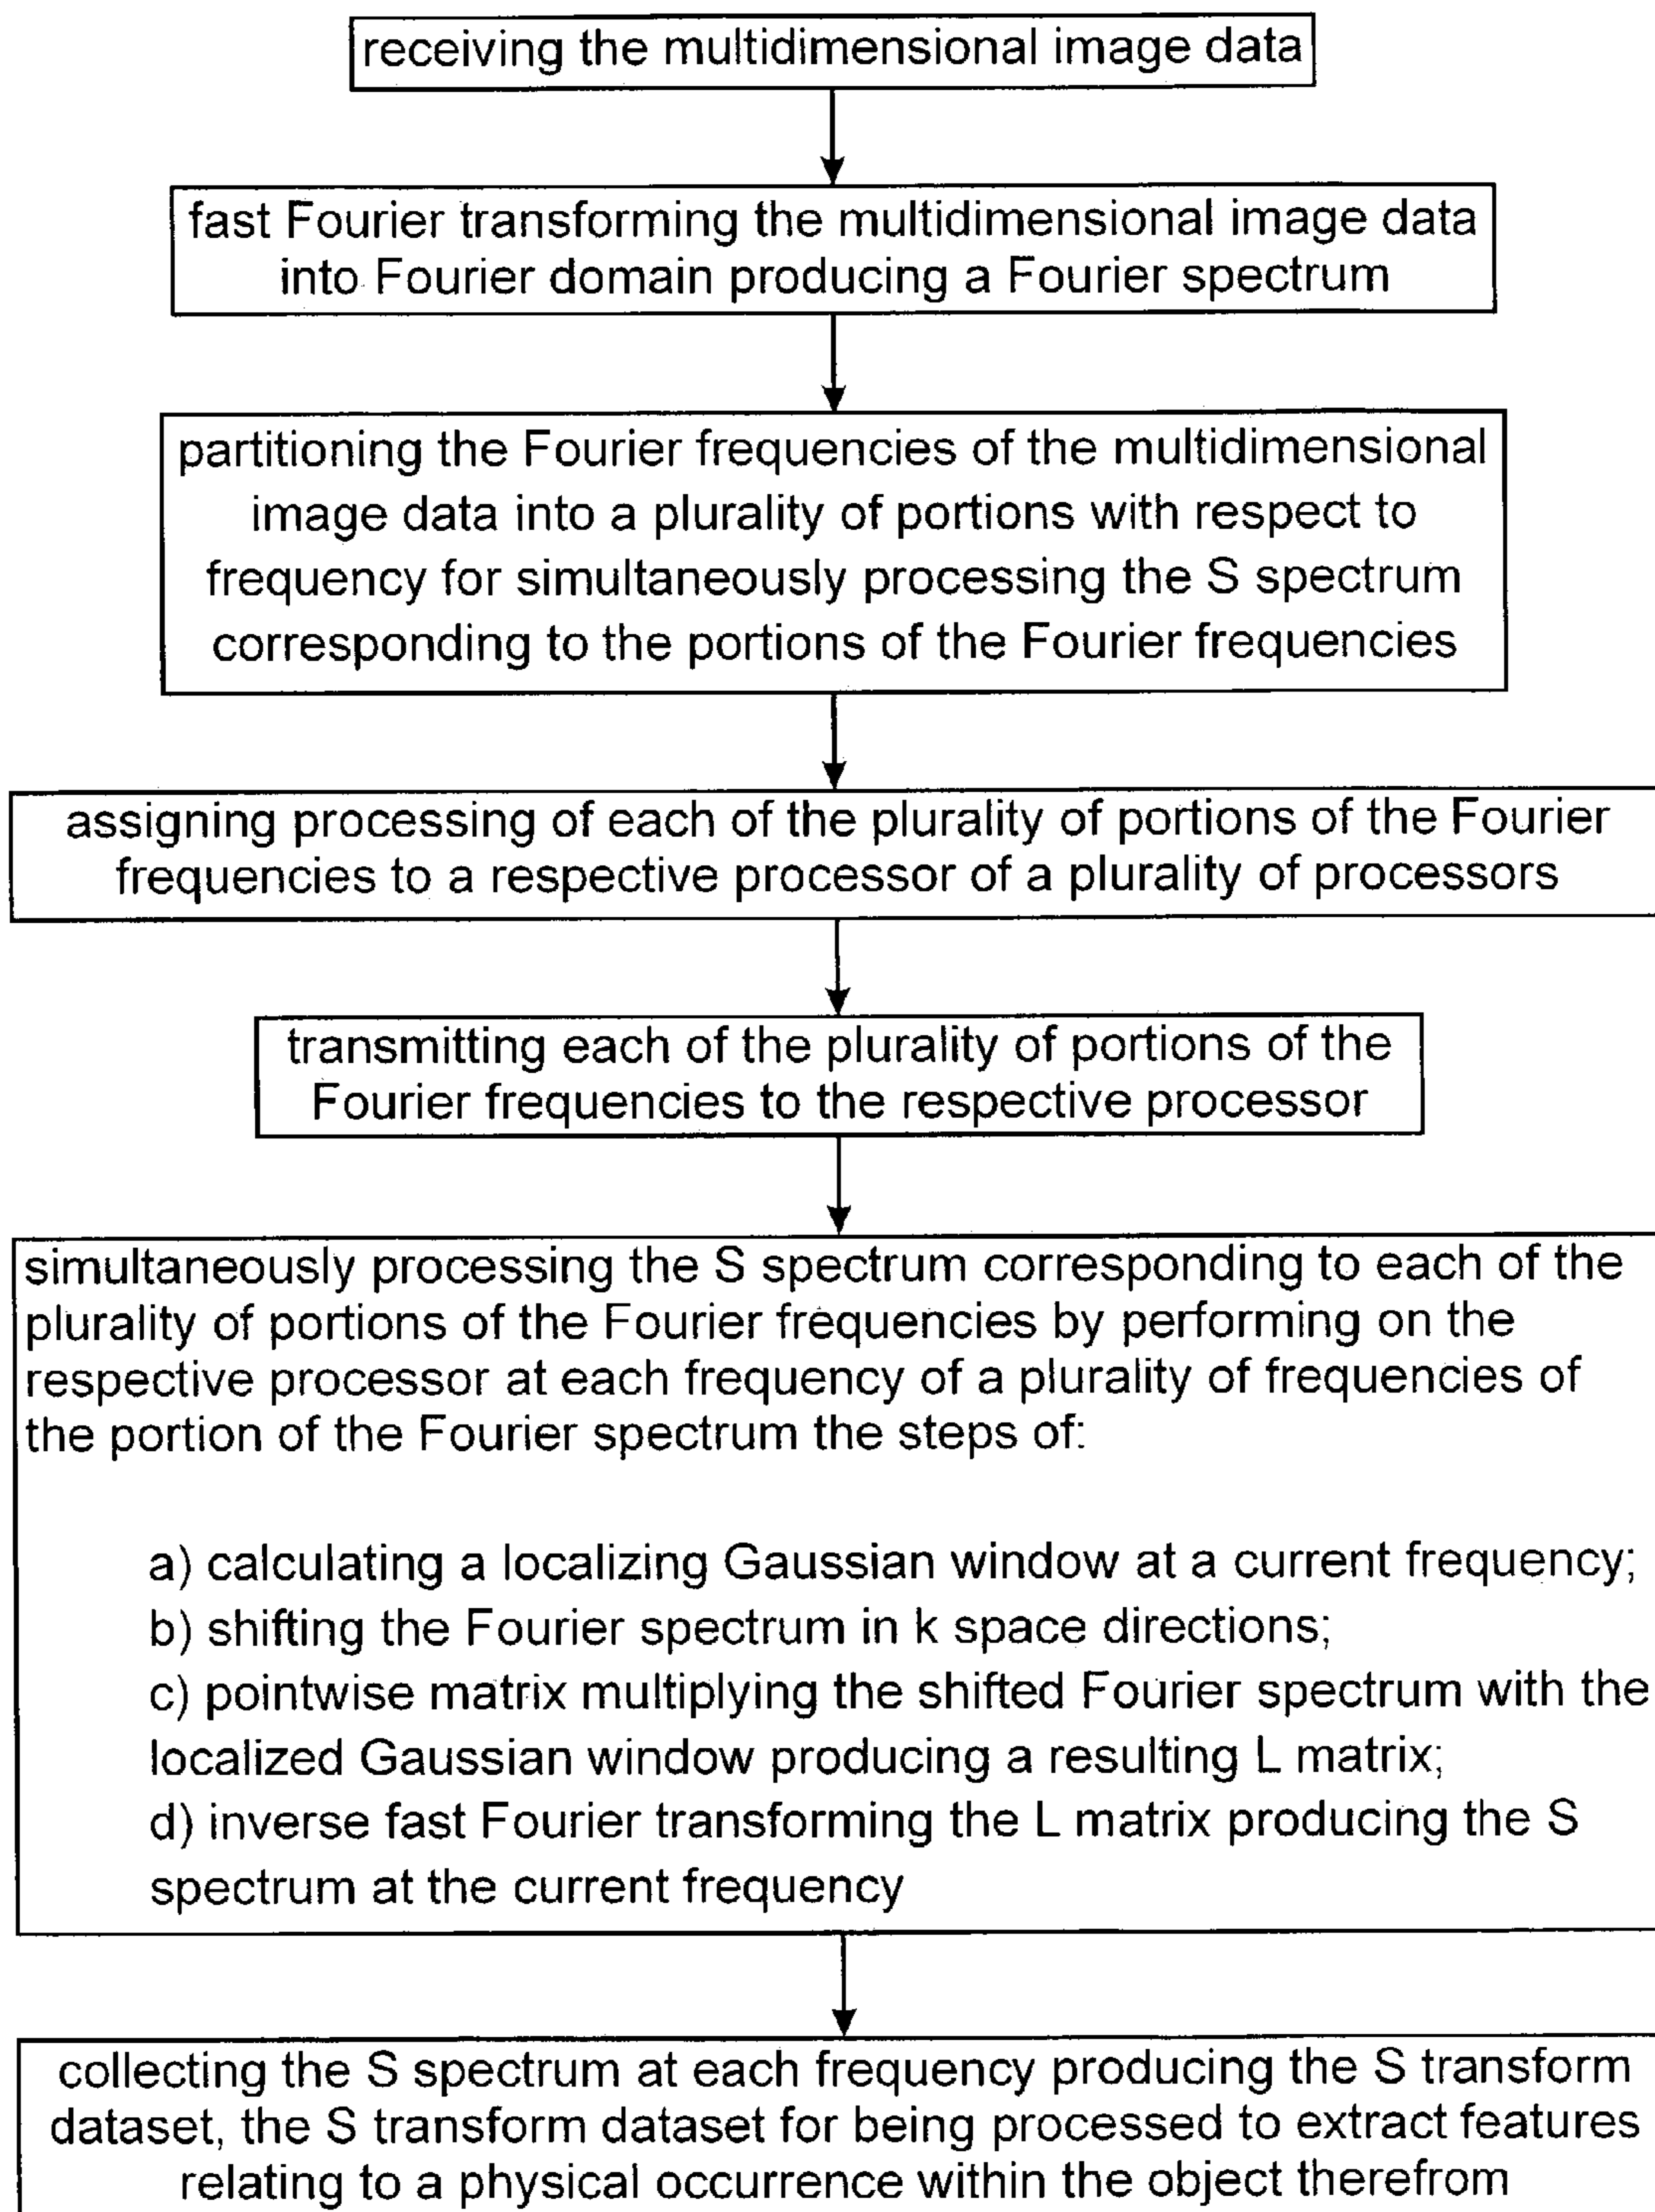 receiving the multidimensional image data
fast Fourier transforming the multidimensional image data
into Fourier domain producing a Fourier spectrum
partitioning the Fourier frequencies of the multidimensional
image data into a plurality of portions with respect to
frequency for simultaneously processing the S spectrum
corresponding to the portions of the Fourier frequencies
assigning processing of each of the plurality of portions of the Fourier
frequencies to a respective processor of a plurality of processors
transmitting each of the plurality of portions of the
Fourier frequencies to the respective processor
simultaneously processing the S spectrum corresponding to each of the
plurality of portions of the Fourier frequencies by performing on the
respective processor at each frequency of a plurality of frequencies of
the portion of the Fourier spectrum the steps of:
a) calculating a localizing Gaussian window at a current frequency;
b) shifting the Fourier spectrum in k space directions;
c) pointwise matrix multiplying the shifted Fourier spectrum with the
localized Gaussian window producing a resulting L matrix;
d) inverse fast Fourier transforming the L matrix producing the S
spectrum at the current frequency
collecting the S spectrum at each frequency producing the S transform
dataset, the S transform dataset for being processed to extract features
relating to a physical occurrence within the object therefrom